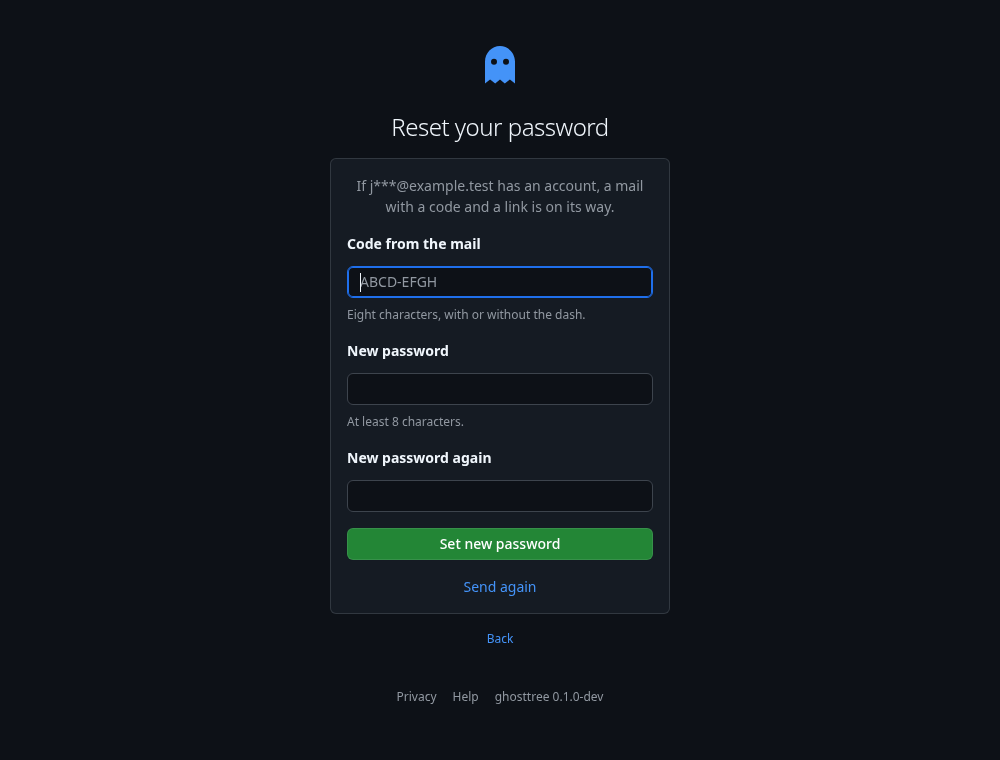 Reset your password
If j***@example.test has an account, a mail
with a code and a link is on its way.
Code from the mail
ABCD-EFGH
Eight characters, with or without the dash.
New password
At least 8 characters.
New password again
Set new password
Send again
Back
Privacy Help ghosttree 0.1.0-dev